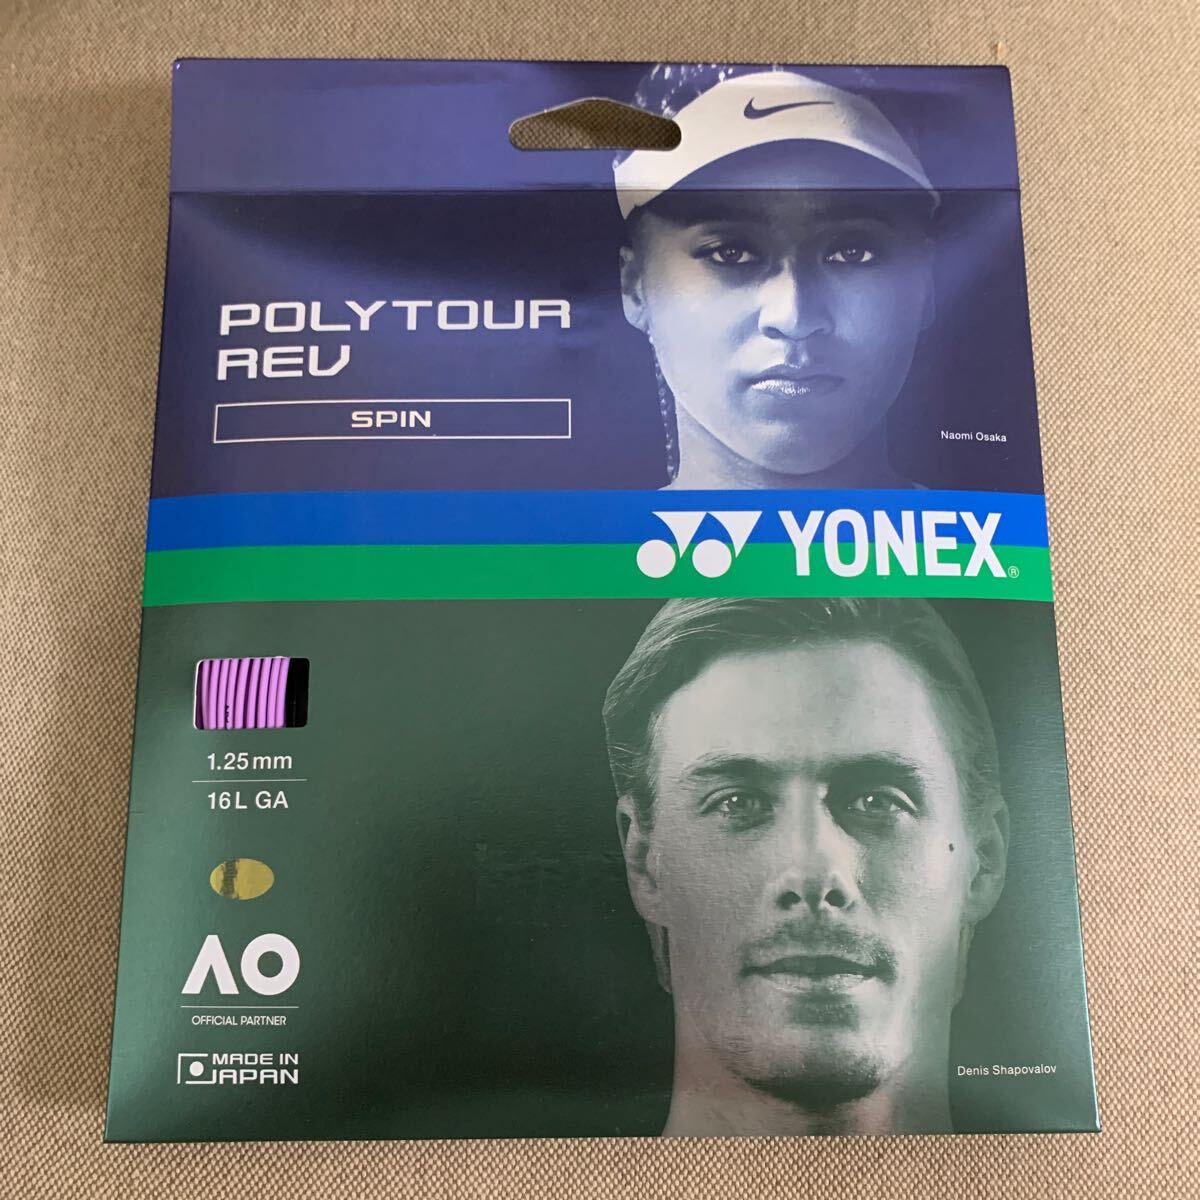 POLYTOUR
REV
SPIN
Naomi Osaka
YONEX®
1.25mm
16L GA
AO
OFFICIAL PARTNER
MADE IN
JAPAN
Denis Shapovalov